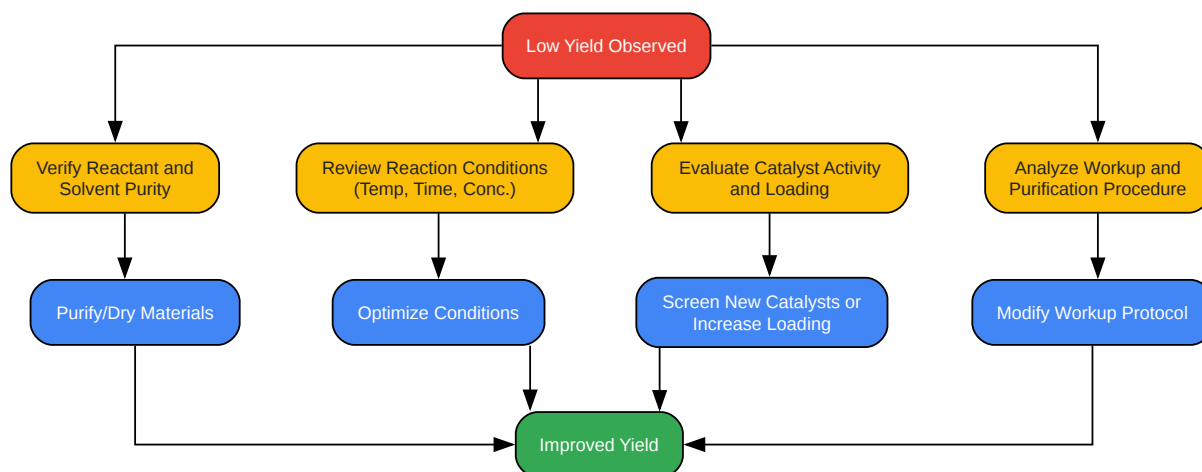 Low Yield Observed
Verify Reactant and
Solvent Purity
Review Reaction Conditions
(Temp, Time, Conc.)
Evaluate Catalyst Activity
and Loading
Analyze Workup and
Purification Procedure
Purify/Dry Materials
Optimize Conditions
Screen New Catalysts or
Increase Loading
Modify Workup Protocol
Improved Yield